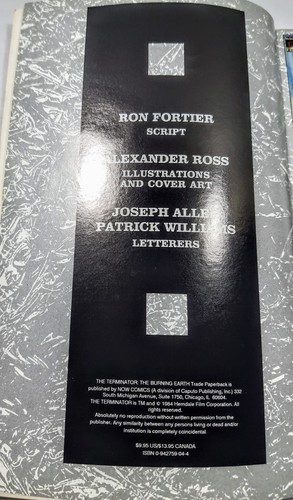 RON FORTIER
SCRIPT
ALEXANDER ROSS
ILLUSTRATIONS
AND COVER ART
JOSEPH ALLEN
PATRICK WILLIAMS
LETTERERS
THE TERMINATOR: THE BURNING EARTH Trade Paperback is
published by NOW COMICS (A division of Caputo Publishing, Inc.) 332
South Michigan Avenue, Suite 1750, Chicago, IL 60604.
THE TERMINATOR is TM and © 1984 Hemdale Film Corporation. All
rights reserved.
Absolutely no reproduction without written permission from the
publisher. Any similarity between any persons living or dead and/or
institution is completely coincidental.
$9.95 US/$13.95 CANADA
ISBN 0-942759-04-4